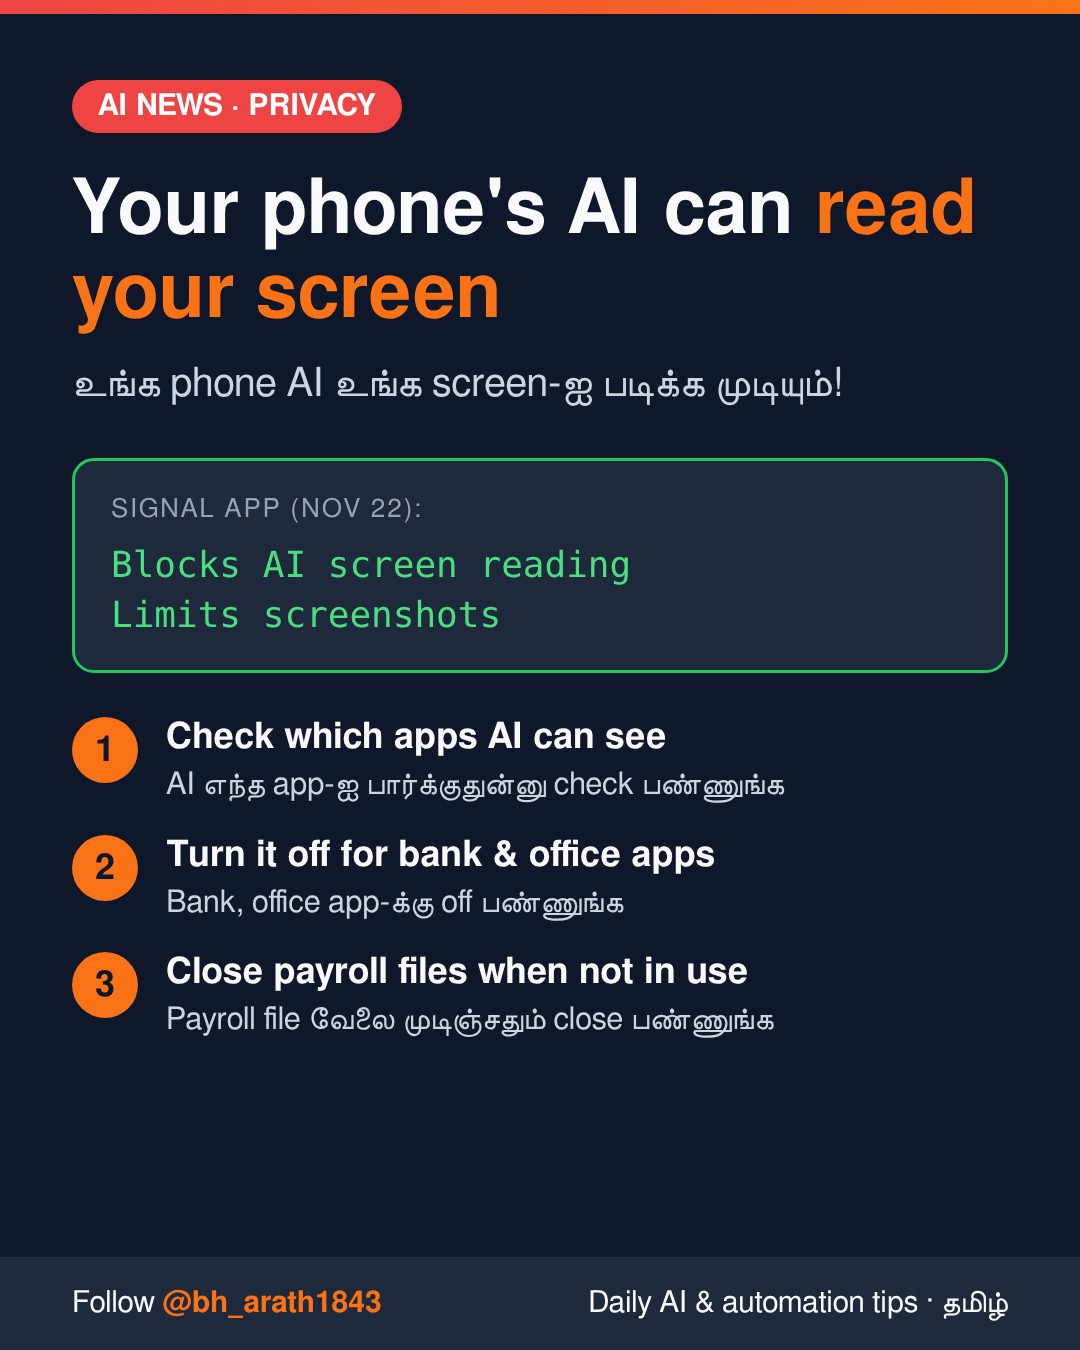 AI NEWS · PRIVACY
Your phone's AI can read
your screen
உங்க phone AI உங்க screen-ஐ படிக்க முடியும்!
SIGNAL APP (NOV 22):
Blocks AI screen reading
Limits screenshots
1
Check which apps AI can see
AI எந்த app-ஐ பார்க்குதுன்னு check பண்ணுங்க
2
Turn it off for bank & office apps
Bank, office app-க்கு off பண்ணுங்க
3
Close payroll files when not in use
Payroll file வேலை முடிஞ்சதும் close பண்ணுங்க
Follow @bh_arath1843
Daily AI & automation tips · தமிழ்